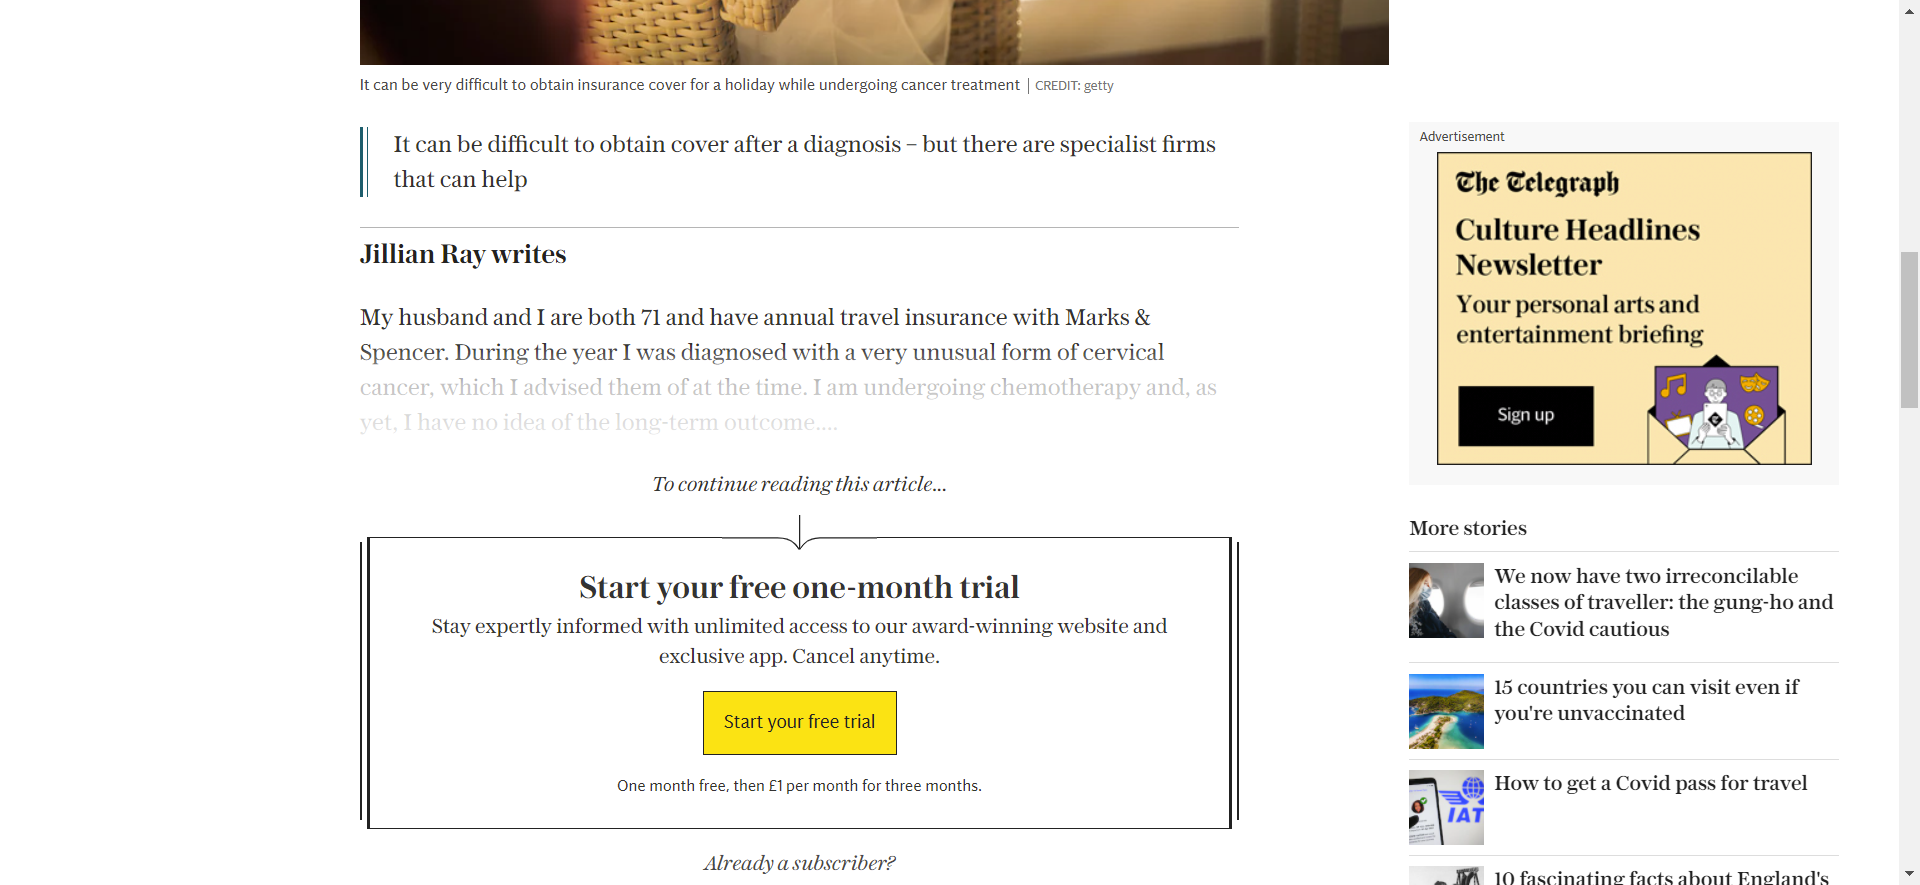 It can be very difficult to obtain insurance cover for a holiday while undergoing cancer treatment | CREDIT: getty
It can be difficult to obtain cover after a diagnosis – but there are specialist firms
that can help
Jillian Ray writes
My husband and I are both 71 and have annual travel insurance with Marks &
Spencer. During the year I was diagnosed with a very unusual form of cervical
cancer, which I advised them of at the time. I am undergoing chemotherapy and, as
yet, I have no idea of the long-term outcome....
To continue reading this article...
Start your free one-month trial
Stay expertly informed with unlimited access to our award-winning website and
exclusive app. Cancel anytime.
Start your free trial
One month free, then £1 per month for three months.
Already a subscriber?
Advertisement
The Telegraph
Culture Headlines
Newsletter
Your personal arts and
entertainment briefing
Sign up
More stories
We now have two irreconcilable
classes of traveller: the gung-ho and
the Covid cautious
15 countries you can visit even if
you're unvaccinated
How to get a Covid pass for travel
IAT
10 fascinating facts about England's